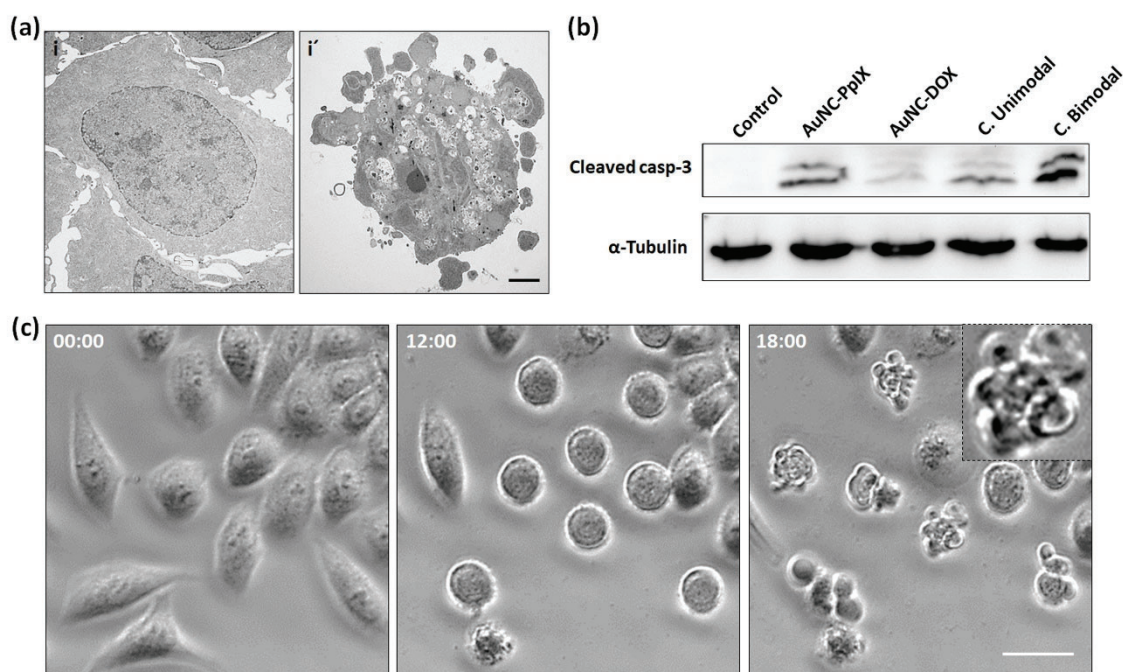 (a)
i
i´
(b)
Control
AuNC-PpIX
AuNC-DOX
C. Unimodal
C. Bimodal
Cleaved casp-3
α-Tubulin
(c)
00:00
12:00
18:00